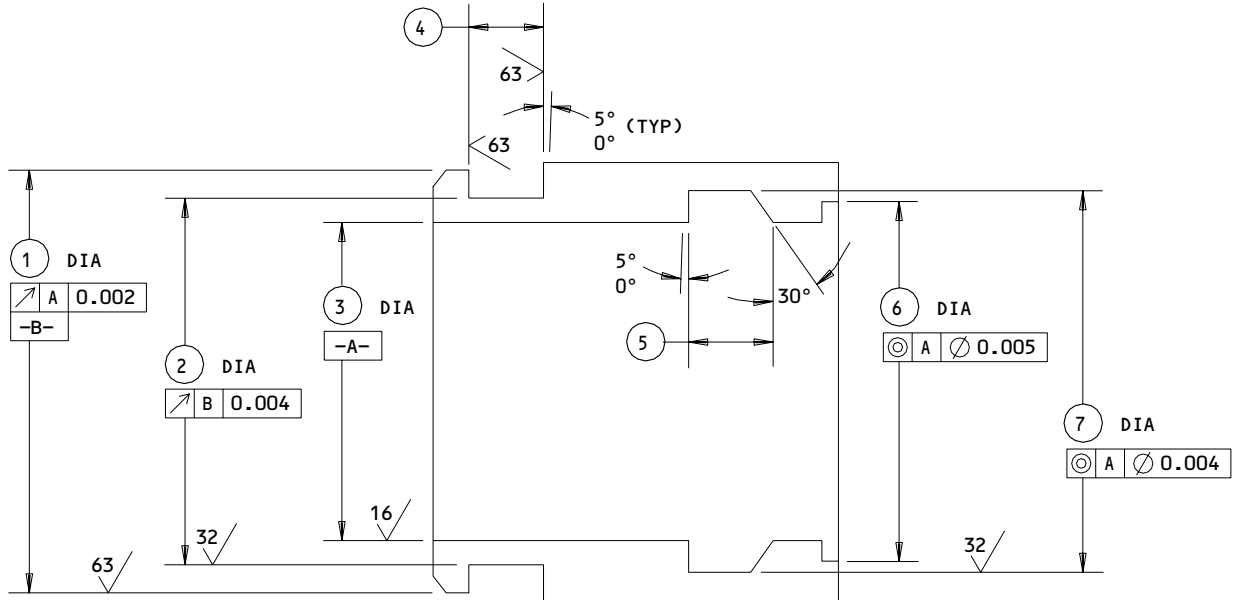 4
63
5° (TYP)
0°
63
1 DIA
A 0.002
-B-
2 DIA
B 0.004
3 DIA
-A-
5°
0°
30°
5
6 DIA
A ∅ 0.005
7 DIA
A ∅ 0.004
16
32
32
63